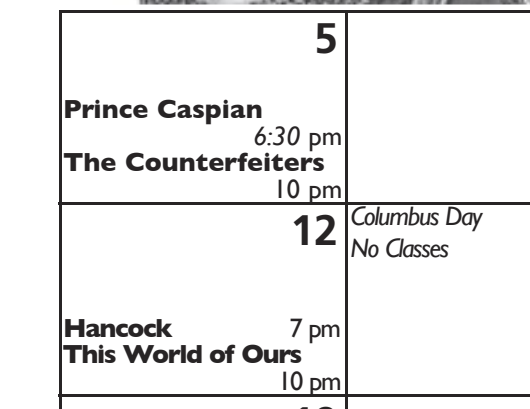 5
Prince Caspian
6:30 pm
The Counterfeiters
10 pm
12
Columbus Day
No Classes
Hancock 7 pm
This World of Ours
10 pm